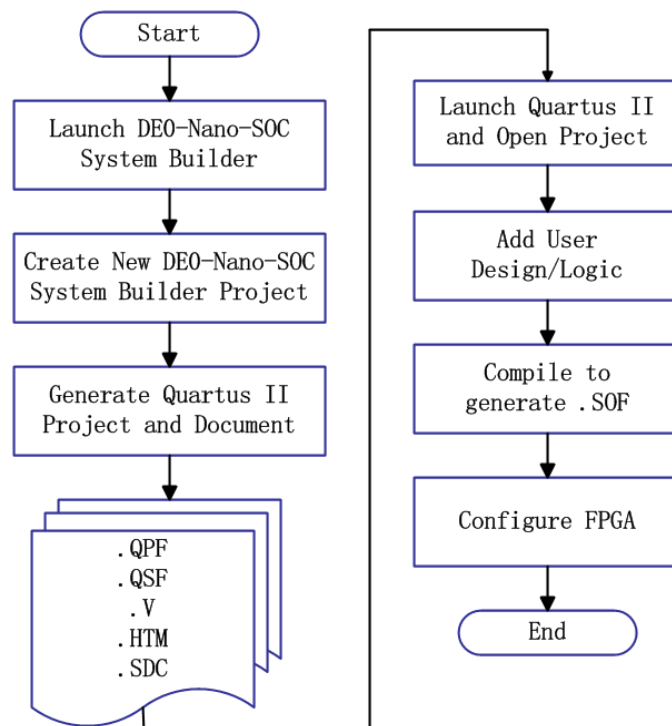 Start
Launch DE0-Nano-SOC
System Builder
Create New DE0-Nano-SOC
System Builder Project
Generate Quartus II
Project and Document
.QPF
.QSF
.V
.HTM
.SDC
Launch Quartus II
and Open Project
Add User
Design/Logic
Compile to
generate .SOF
Configure FPGA
End